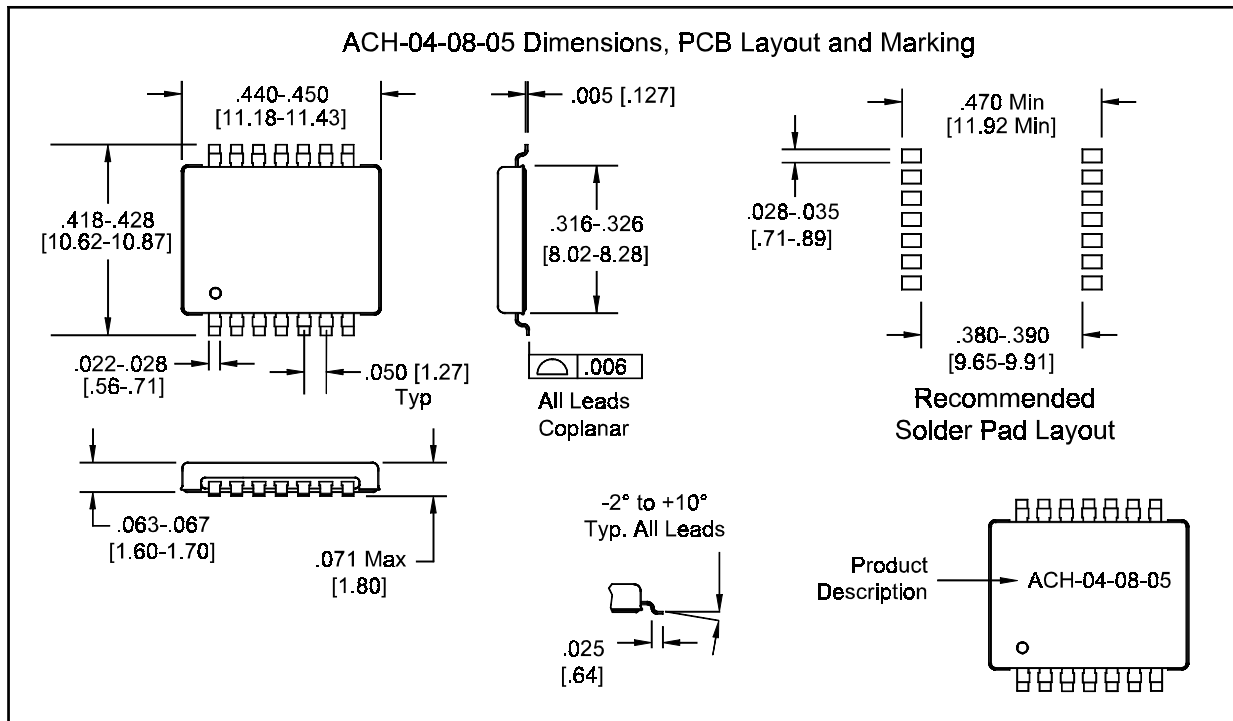 ACH-04-08-05 Dimensions, PCB Layout and Marking
.440-.450
[11.18-11.43]
.005 [.127]
.470 Min
[11.92 Min]
.418-.428
[10.62-10.87]
.316-.326
[8.02-8.28]
.028-.035
[.71-.89]
.022-.028
[.56-.71]
.050 [1.27]
Typ
.006
All Leads
Coplanar
.380-.390
[9.65-9.91]
Recommended
Solder Pad Layout
.063-.067
[1.60-1.70]
.071 Max
[1.80]
-2° to +10°
Typ. All Leads
.025
[.64]
Product
Description
ACH-04-08-05